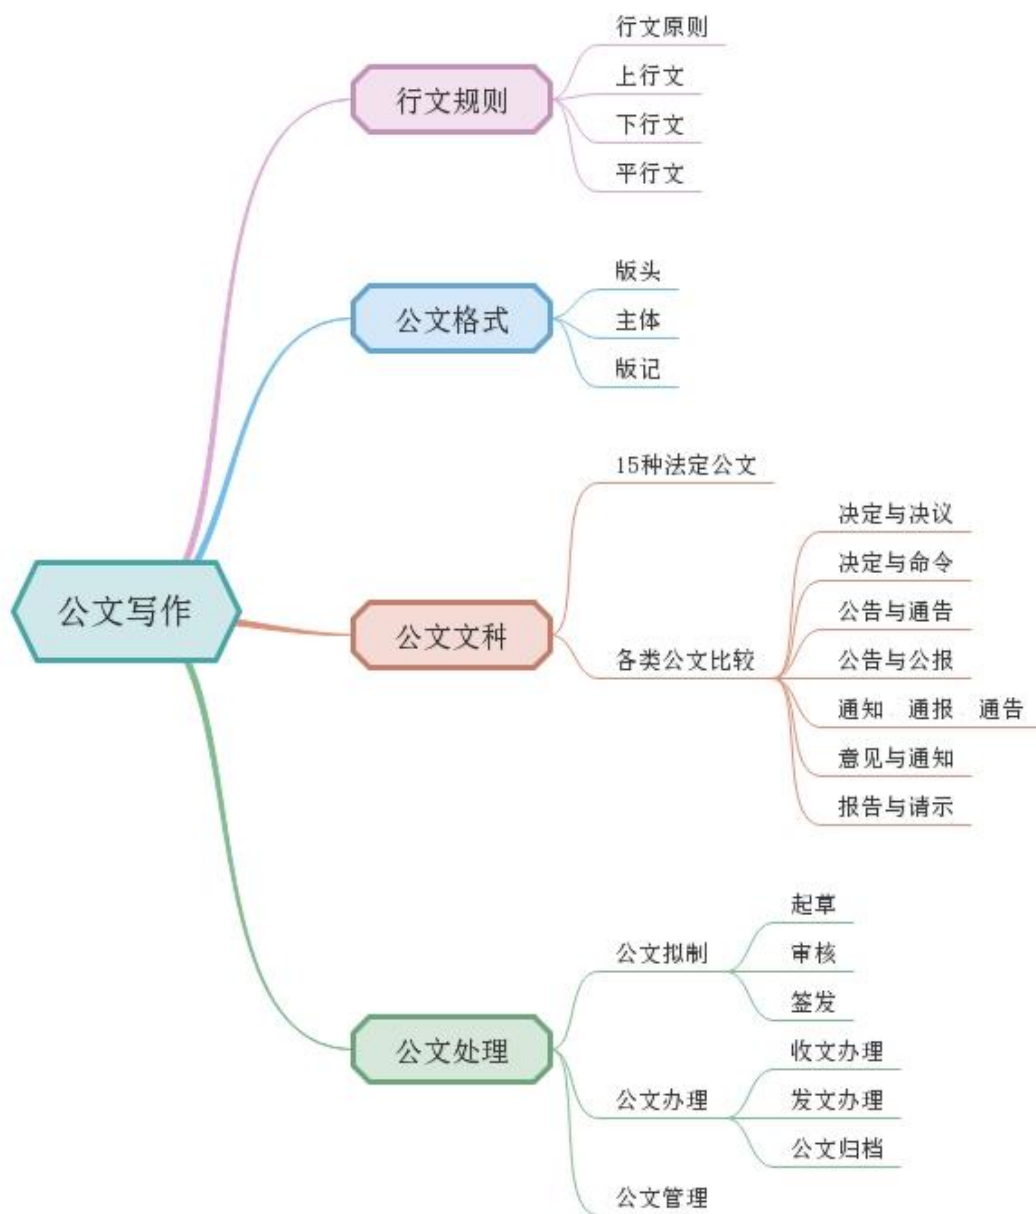 公文写作
行文规则
行文原则
上行文
下行文
平行文
公文格式
版头
主体
版记
公文文种
15种法定公文
各类公文比较
决定与决议
决定与命令
公告与通告
公告与公报
通知、通报、通告
意见与通知
报告与请示
公文处理
公文拟制
起草
审核
签发
公文办理
收文办理
发文办理
公文归档
公文管理